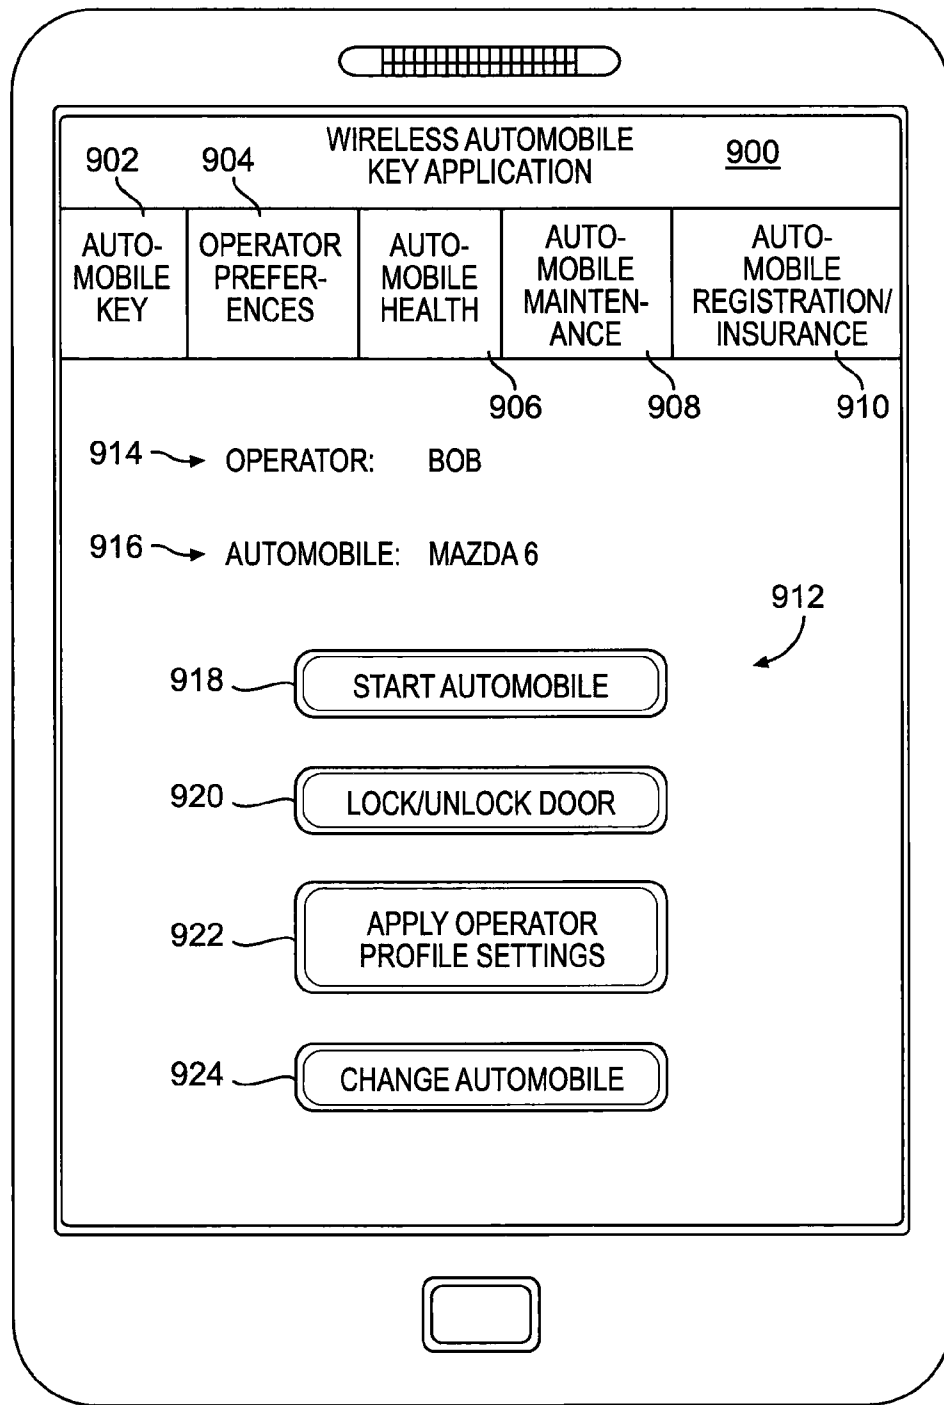 WIRELESS AUTOMOBILE
KEY APPLICATION
900
902
904
AUTO-
MOBILE
KEY
OPERATOR
PREFER-
ENCES
AUTO-
MOBILE
HEALTH
AUTO-
MOBILE
MAINTEN-
ANCE
AUTO-
MOBILE
REGISTRATION/
INSURANCE
906
908
910
914 OPERATOR: BOB
916 AUTOMOBILE: MAZDA 6
912
918 START AUTOMOBILE
920 LOCK/UNLOCK DOOR
922 APPLY OPERATOR
PROFILE SETTINGS
924 CHANGE AUTOMOBILE